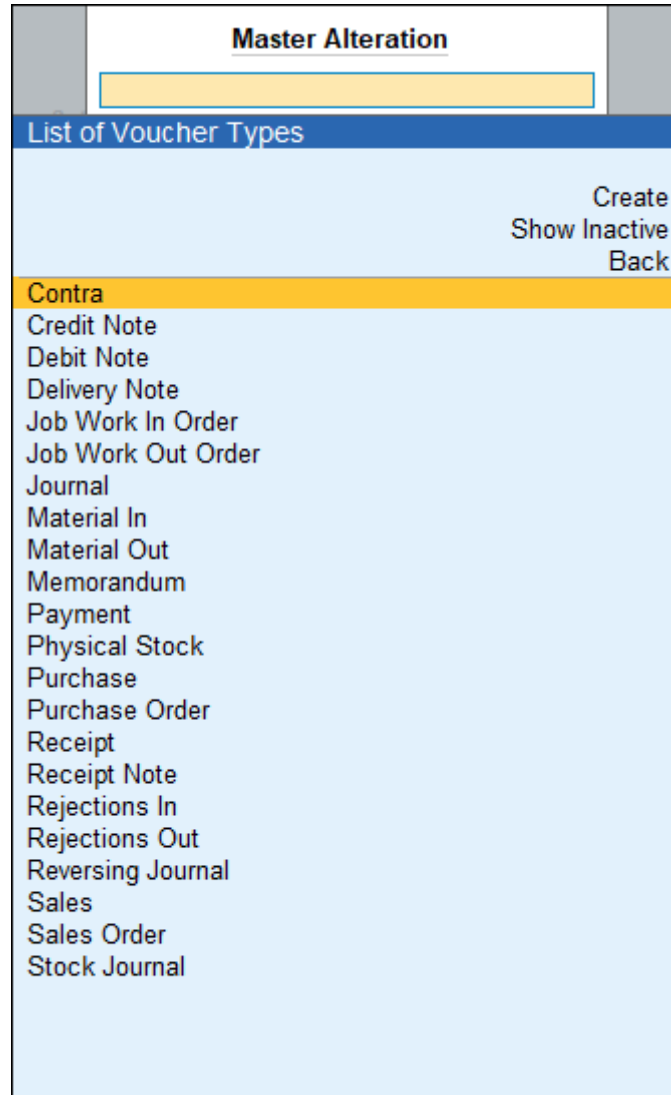 Master Alteration
List of Voucher Types
Create
Show Inactive
Back
Contra
Credit Note
Debit Note
Delivery Note
Job Work In Order
Job Work Out Order
Journal
Material In
Material Out
Memorandum
Payment
Physical Stock
Purchase
Purchase Order
Receipt
Receipt Note
Rejections In
Rejections Out
Reversing Journal
Sales
Sales Order
Stock Journal